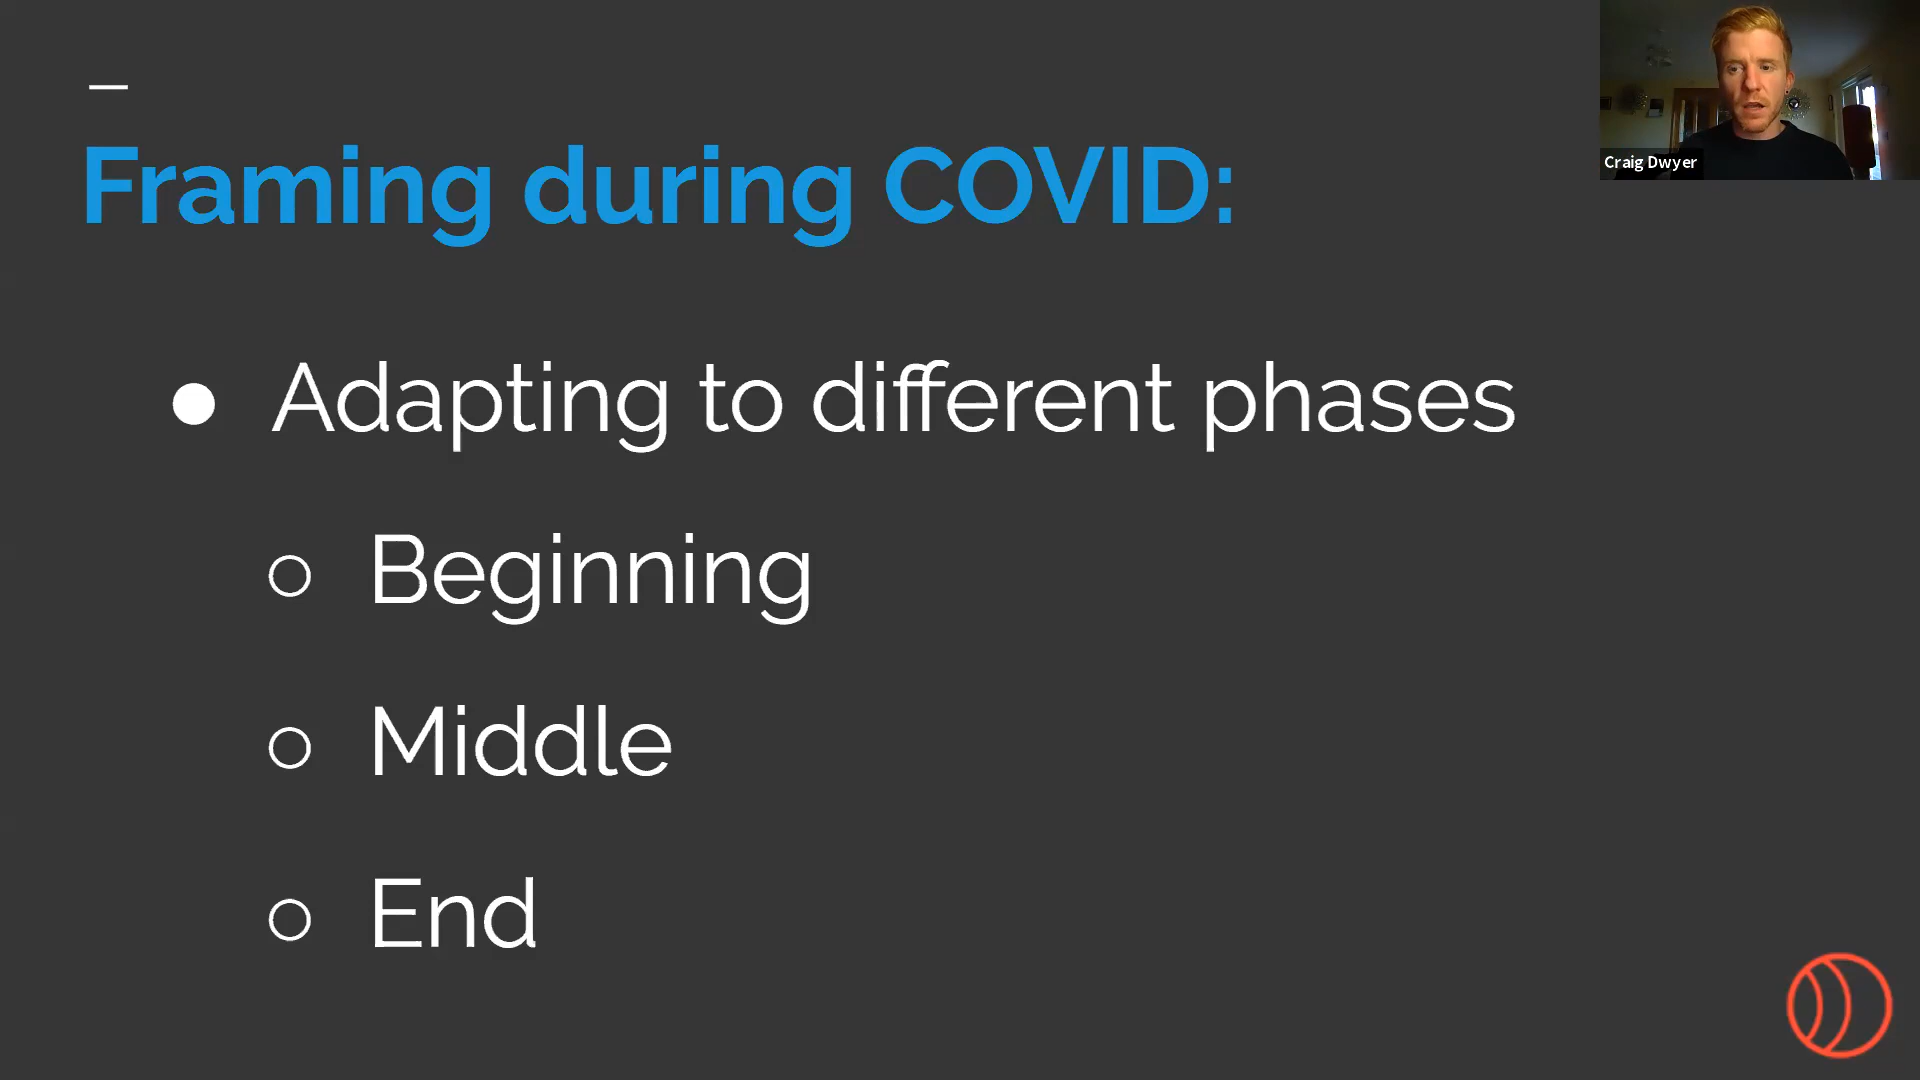 Framing during COVID:
Craig Dwyer
● Adapting to different phases
○ Beginning
○ Middle
○ End